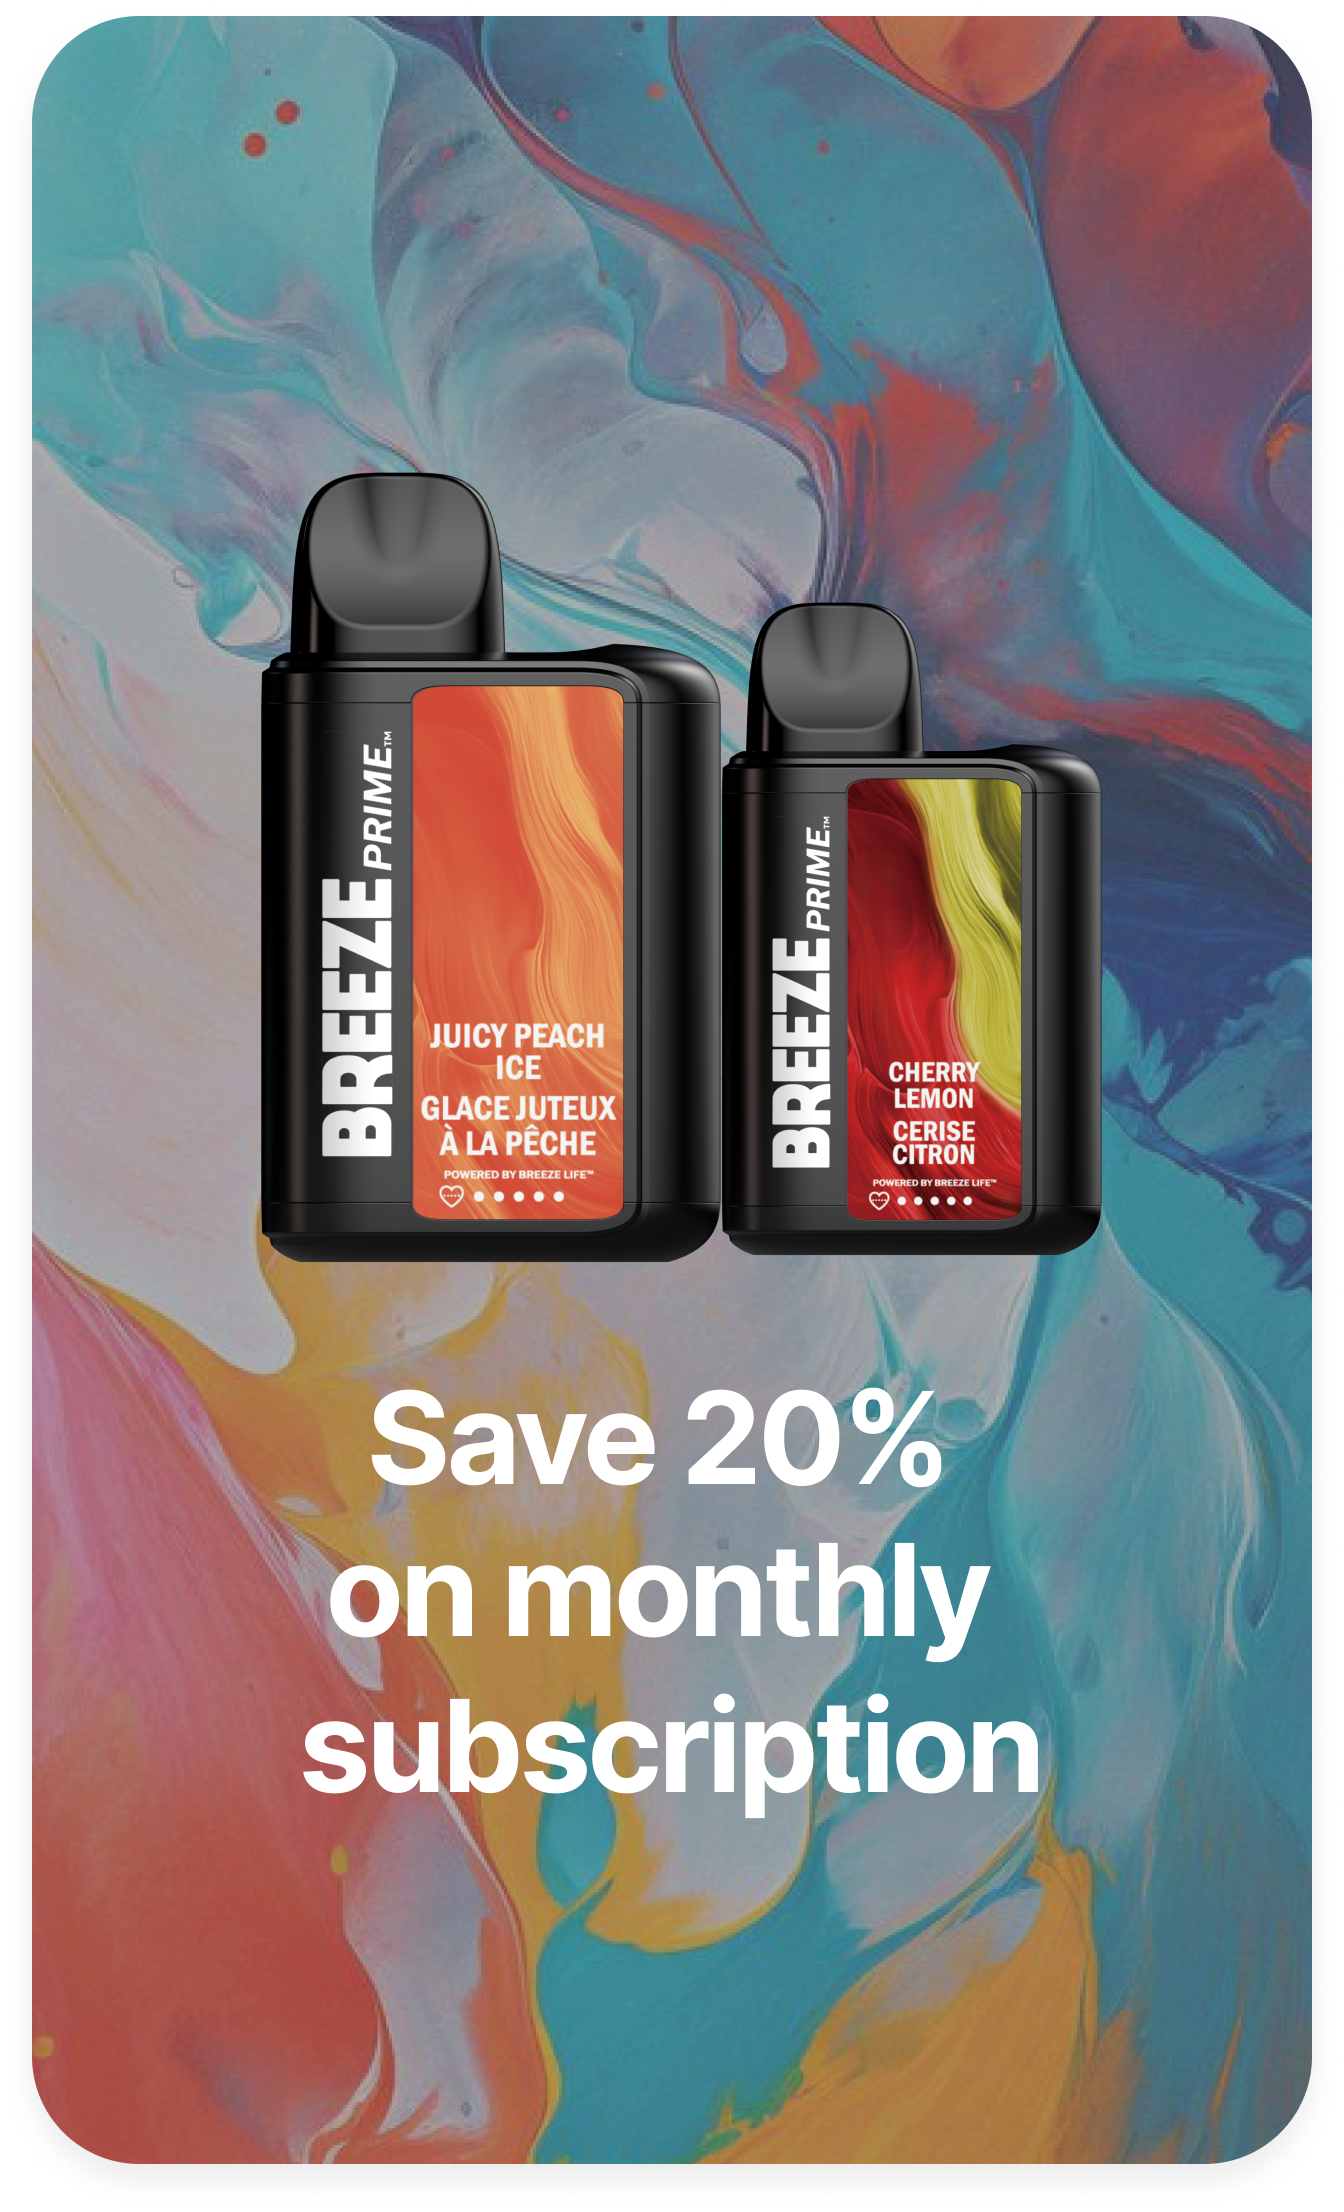 BREEZE PRIME™
JUICY PEACH
ICE
GLACE JUTEUX
À LA PÊCHE
POWERED BY BREEZE LIFE™
BREEZE PRIME™
CHERRY
LEMON
CERISE
CITRON
POWERED BY BREEZE LIFE™
Save 20%
on monthly
subscription